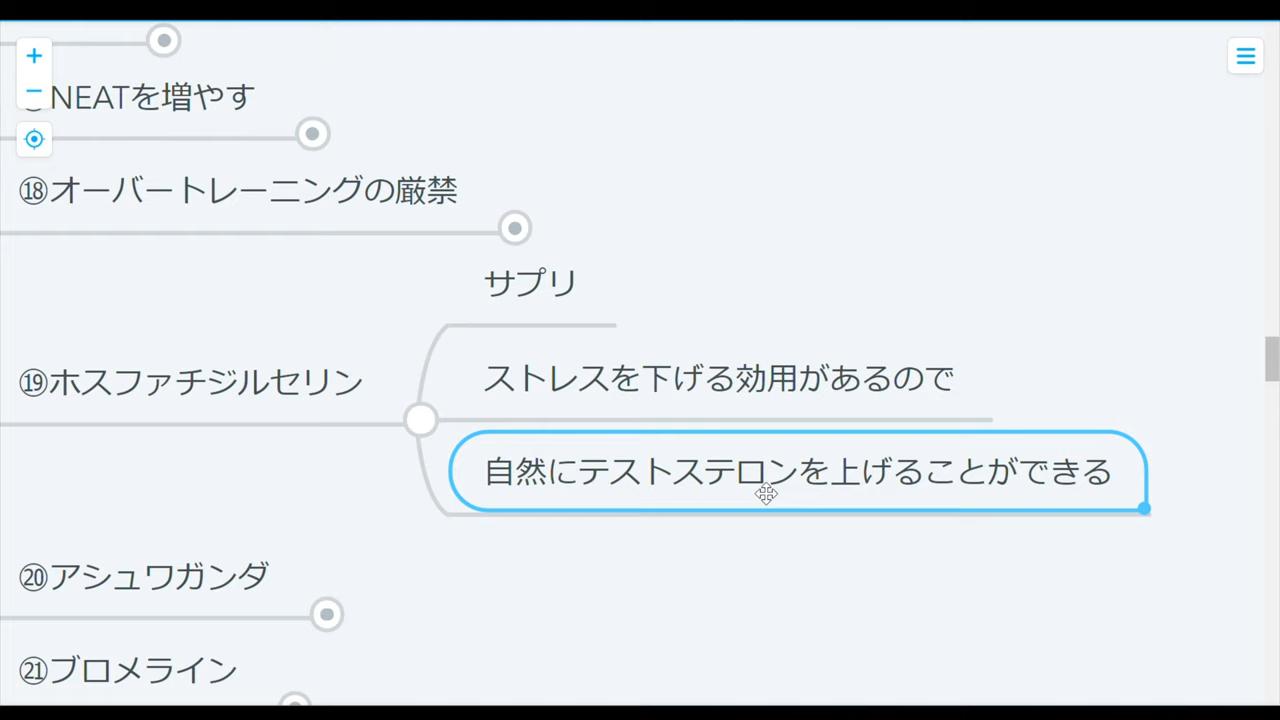 NEATを増やす
⑱オーバートレーニングの厳禁
サプリ
⑲ホスファチジルセリン
ストレスを下げる効用があるので
自然にテストステロンを上げることができる
⑳アシュワガンダ
㉑ブロメライン